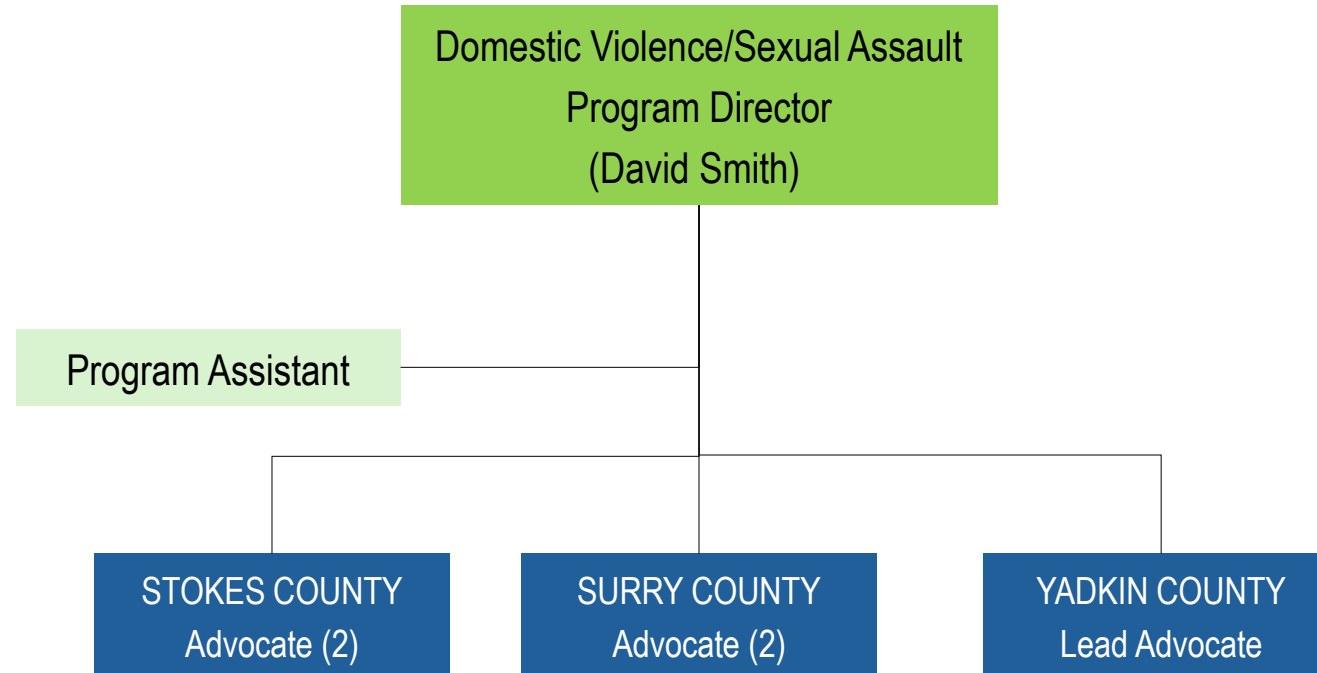 Domestic Violence/Sexual Assault
Program Director
(David Smith)
Program Assistant
STOKES COUNTY
Advocate (2)
SURRY COUNTY
Advocate (2)
YADKIN COUNTY
Lead Advocate